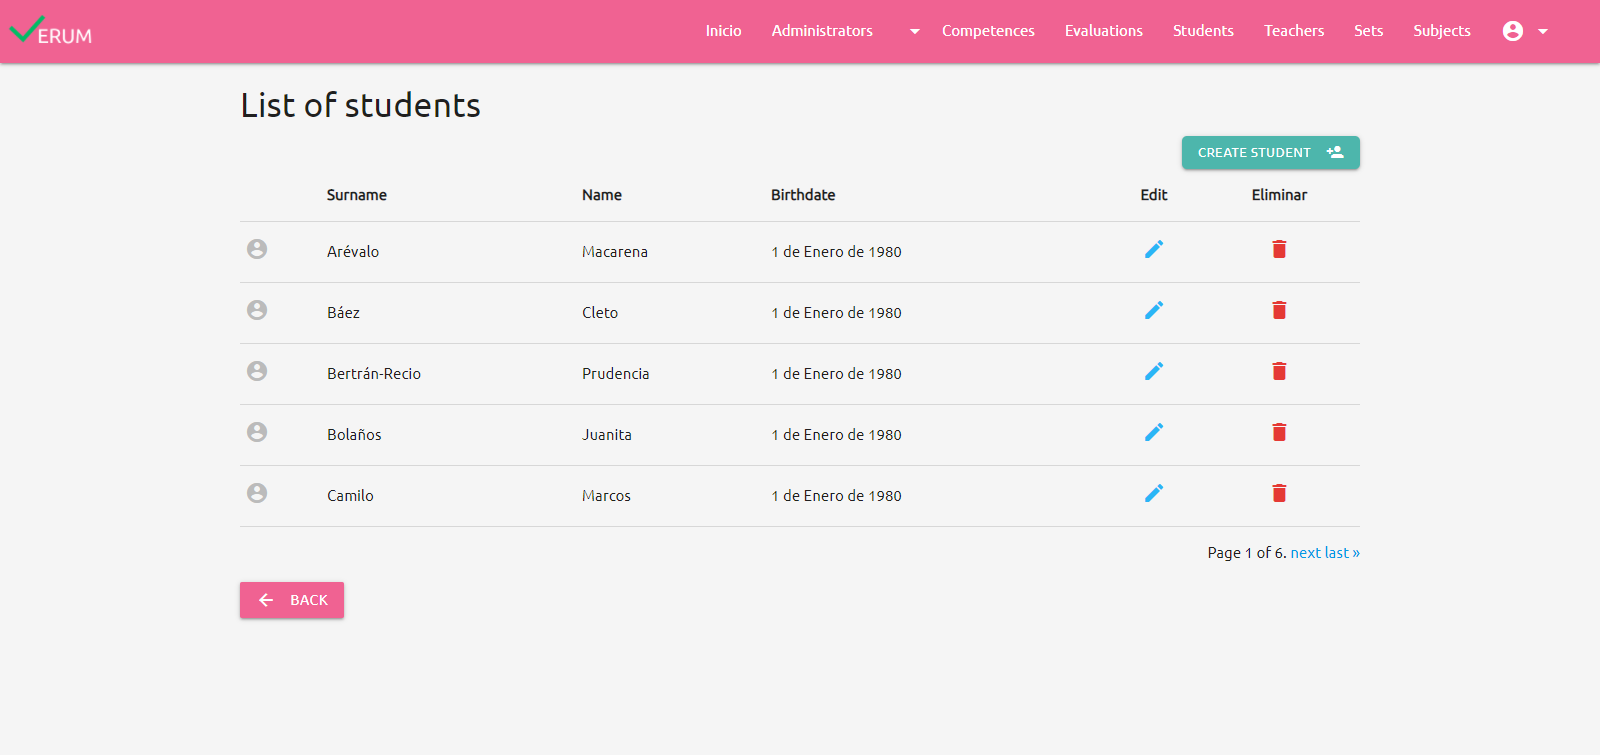 ERUM Inicio Administrators Competences Evaluations Students Teachers Sets Subjects
List of students
CREATE STUDENT
Surname Name Birthdate Edit Eliminar
Arévalo Macarena 1 de Enero de 1980
Báez Cleto 1 de Enero de 1980
Bertrán-Recio Prudencia 1 de Enero de 1980
Bolaños Juanita 1 de Enero de 1980
Camilo Marcos 1 de Enero de 1980
Page 1 of 6. next last »
BACK